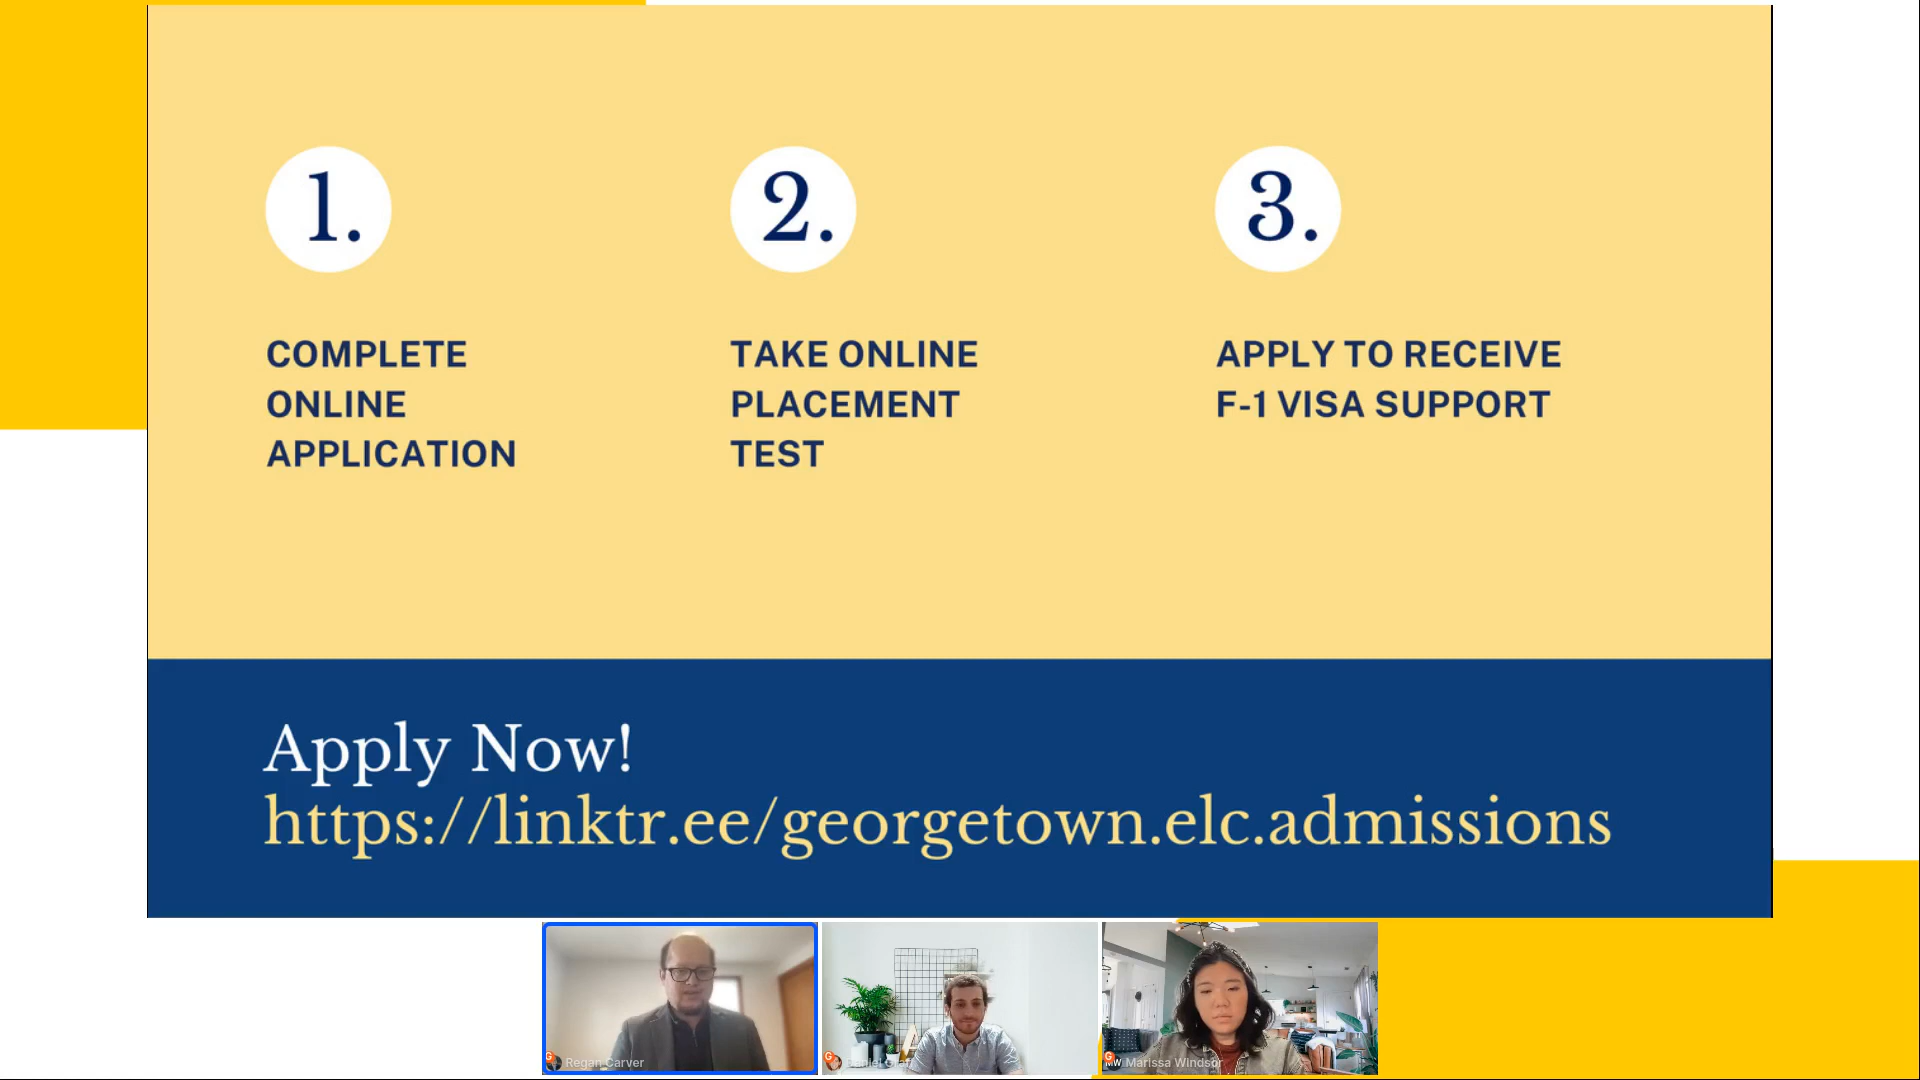 1.
COMPLETE
ONLINE
APPLICATION
2.
TAKE ONLINE
PLACEMENT
TEST
3.
APPLY TO RECEIVE
F-1 VISA SUPPORT
Apply Now!
https://linktr.ee/georgetown.elc.admissions
G Regan Carver
G
G MW Marissa Windsor